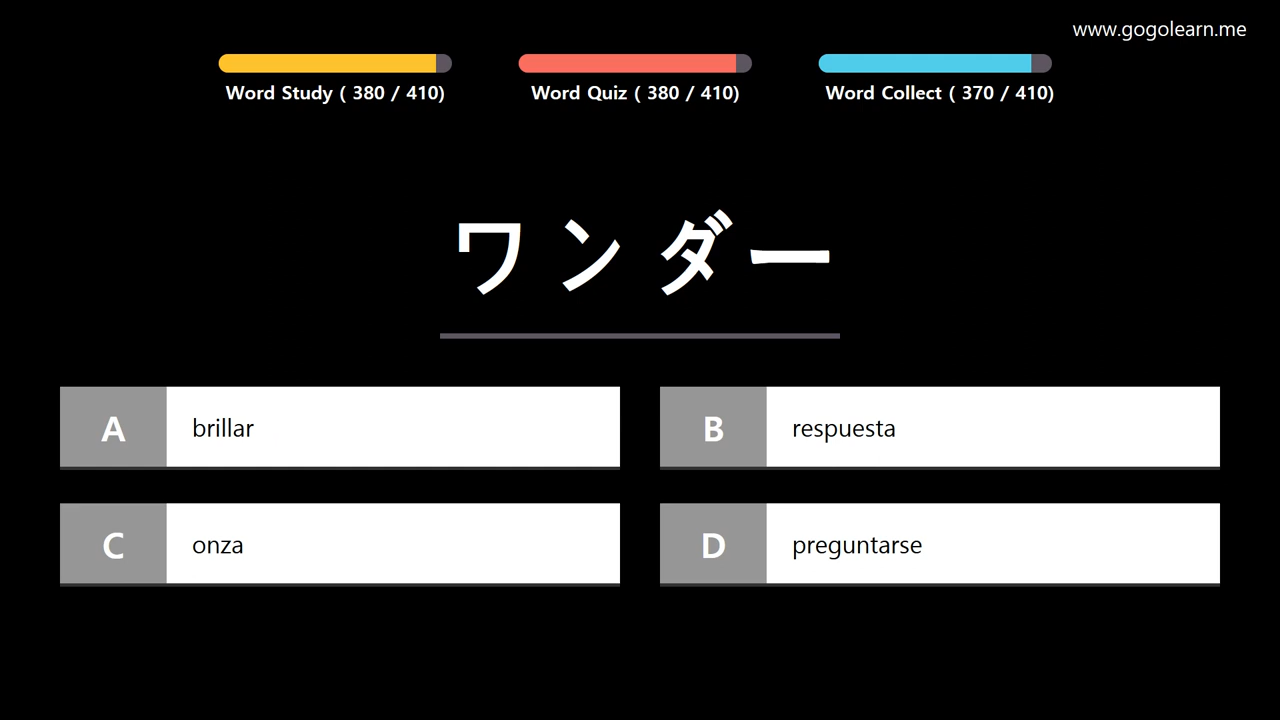 www.gogolearn.me
Word Study ( 380 / 410)
Word Quiz ( 380 / 410)
Word Collect ( 370 / 410)
ワンダー
A brillar
B respuesta
C onza
D preguntarse